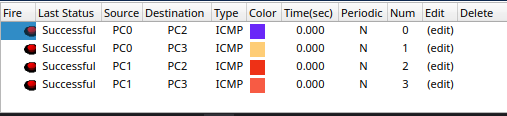 Fire Last Status Source Destination Type Color Time(sec) Periodic Num Edit Delete
Successful PC0 PC2 ICMP 0.000 N 0 (edit)
Successful PC0 PC3 ICMP 0.000 N 1 (edit)
Successful PC1 PC2 ICMP 0.000 N 2 (edit)
Successful PC1 PC3 ICMP 0.000 N 3 (edit)